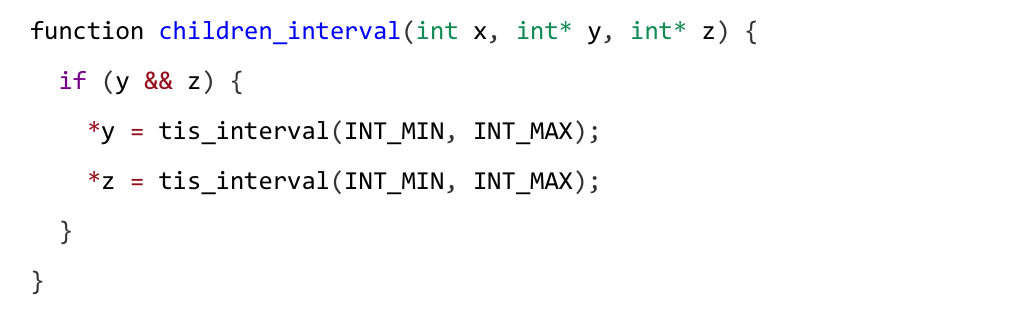 function children_interval(int x, int* y, int* z) {
  if (y && z) {
    *y = tis_interval(INT_MIN, INT_MAX);
    *z = tis_interval(INT_MIN, INT_MAX);
  }
}